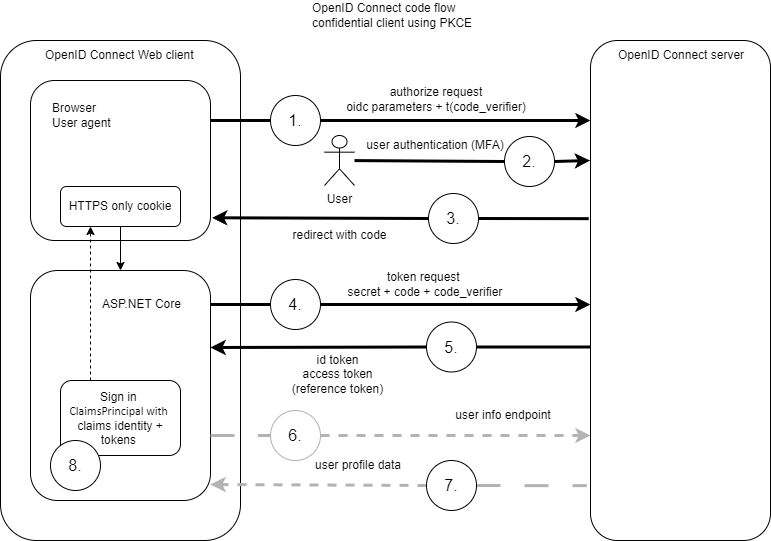 OpenID Connect code flow
confidential client using PKCE
OpenID Connect Web client
OpenID Connect server
Browser
User agent
authorize request
oidc parameters + t(code_verifier)
1.
user authentication (MFA)
2.
User
HTTPS only cookie
3.
redirect with code
ASP.NET Core
token request
secret + code + code_verifier
4.
5.
id token
access token
(reference token)
Sign in
ClaimsPrincipal with
claims identity +
tokens
user info endpoint
6.
8.
user profile data
7.